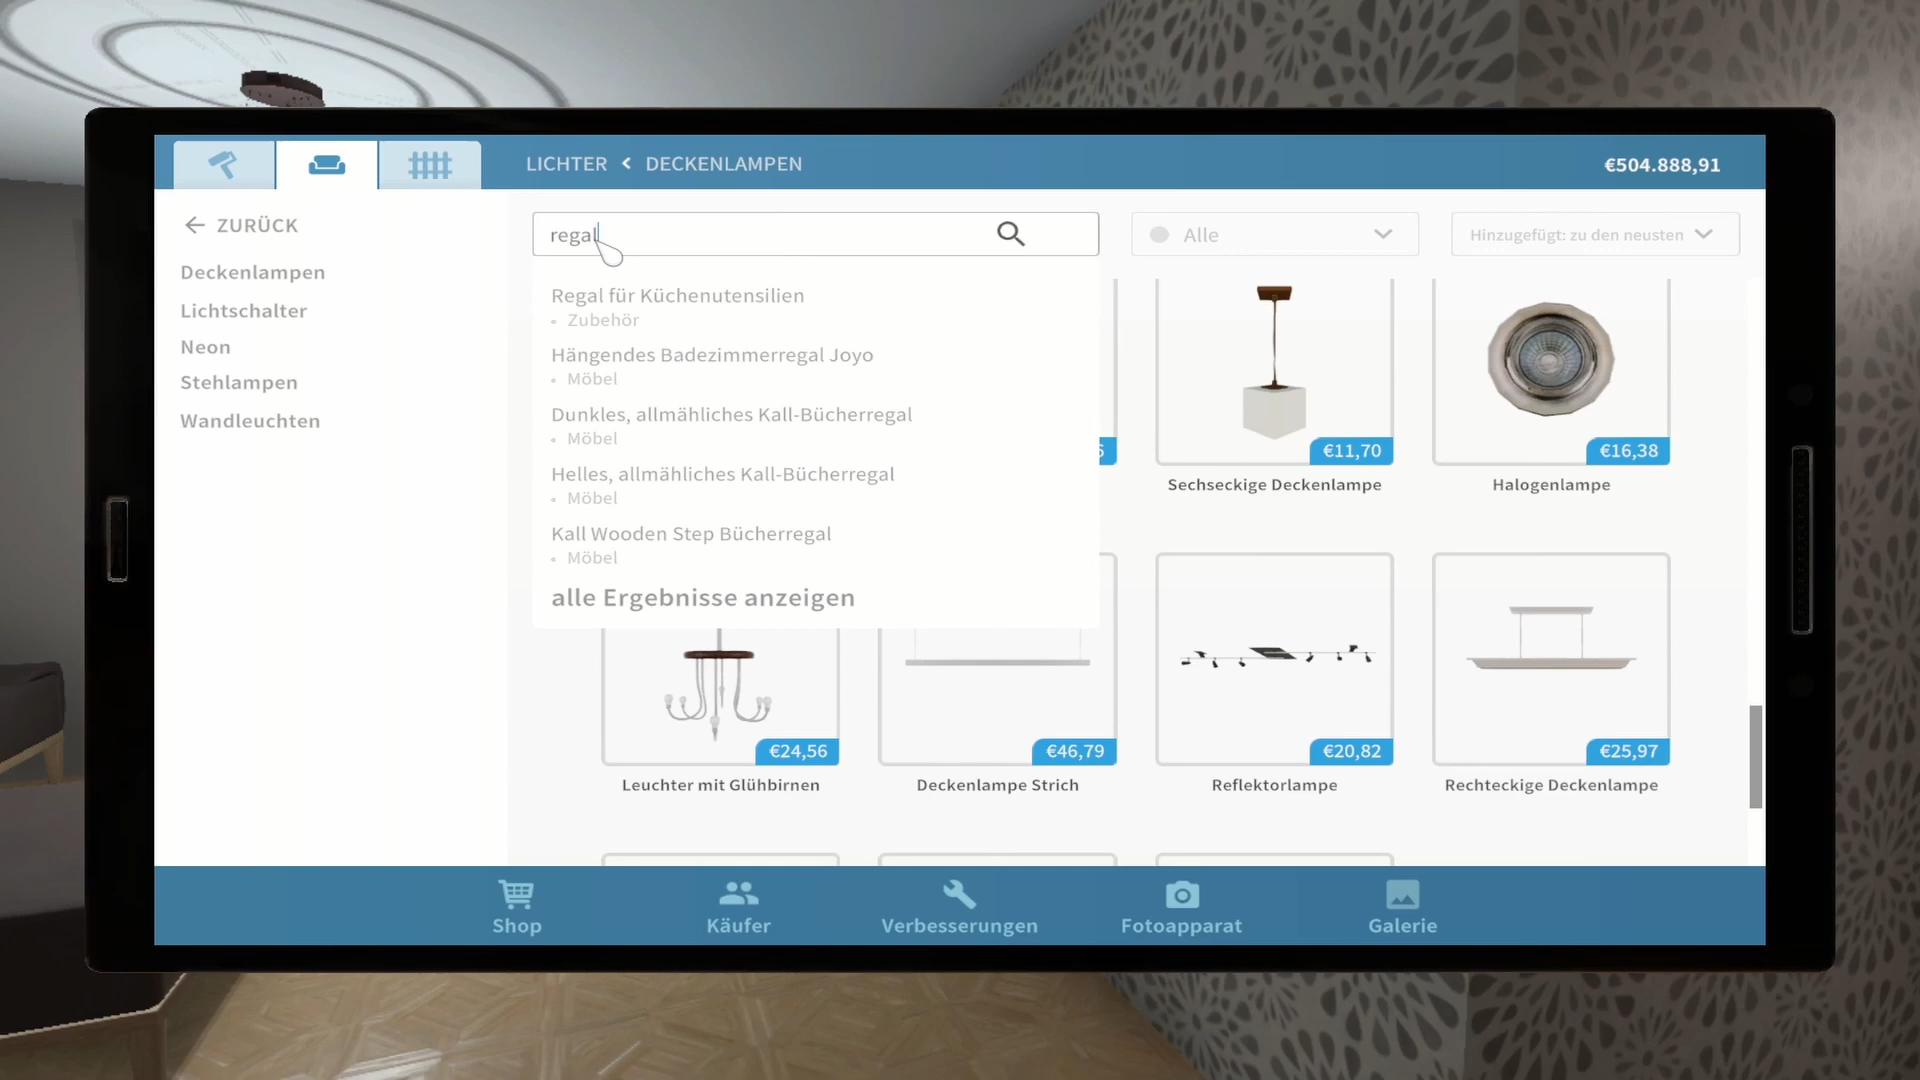 LICHTER < DECKENLAMPEN
€504.888,91
ZURÜCK
Deckenlampen
Lichtschalter
Neon
Stehlampen
Wandleuchten
regal
Alle
Hinzugefügt: zu den neusten
Regal für Küchenutensilien
• Zubehör
Hängendes Badezimmerregal Joyo
• Möbel
Dunkles, allmähliches Kall-Bücherregal
• Möbel
Helles, allmähliches Kall-Bücherregal
• Möbel
Kall Wooden Step Bücherregal
• Möbel
alle Ergebnisse anzeigen
€11,70
€16,38
Sechseckige Deckenlampe
Halogenlampe
€24,56
€46,79
€20,82
€25,97
Leuchter mit Glühbirnen
Deckenlampe Strich
Reflektorlampe
Rechteckige Deckenlampe
Shop
Käufer
Verbesserungen
Fotoapparat
Galerie